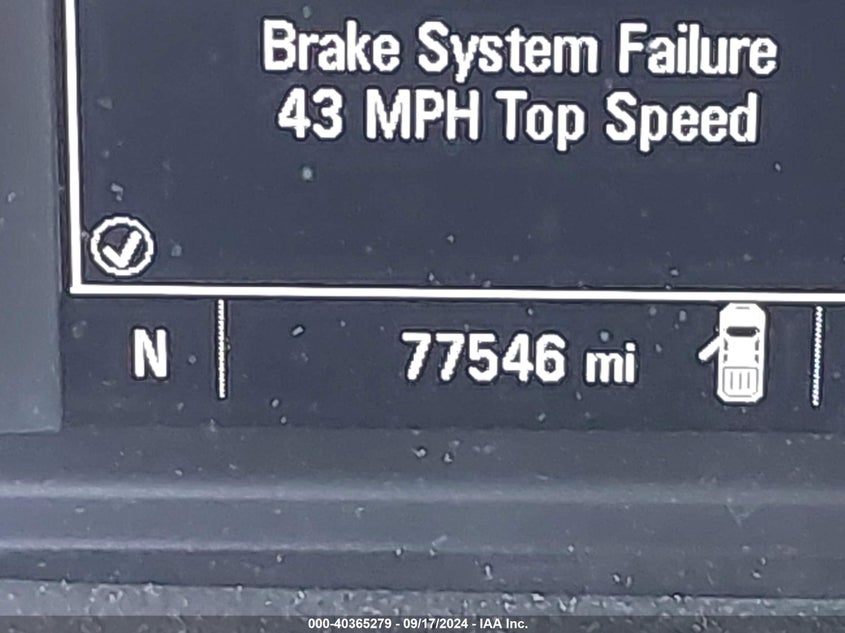 Brake System Failure
43 MPH Top Speed
N 77546 mi
000-40365279 - 09/17/2024 - IAA Inc.